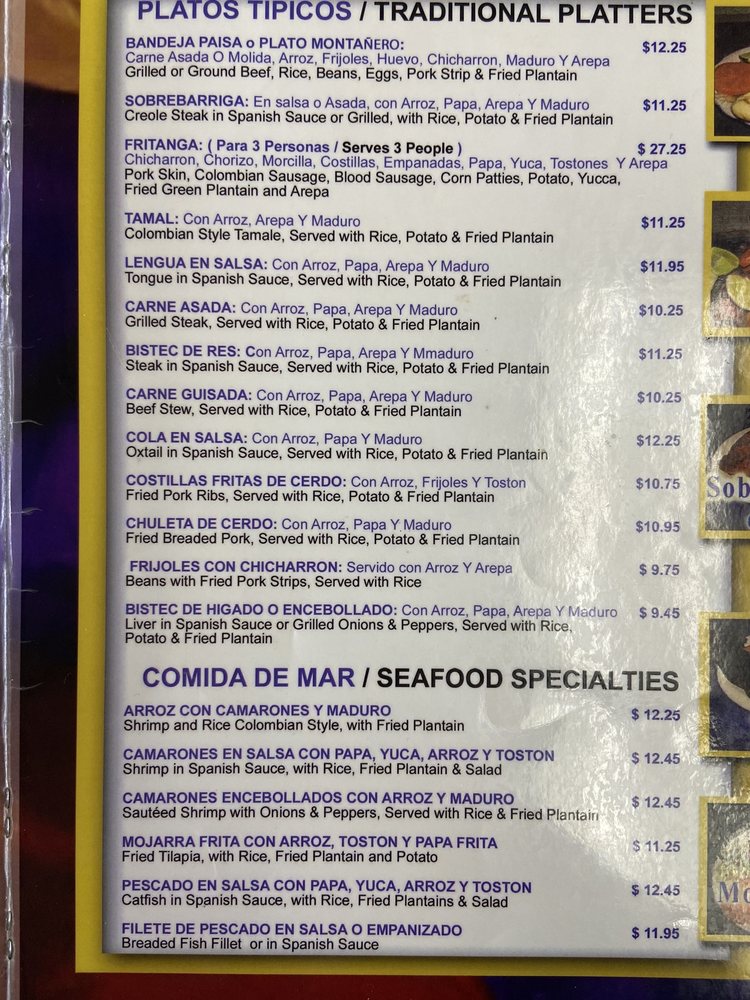 PLATOS TIPICOS / TRADITIONAL PLATTERS
BANDEJA PAISA o PLATO MONTAÑERO: $12.25
Carne Asada O Molida, Arroz, Frijoles, Huevo, Chicharron, Maduro Y Arepa
Grilled or Ground Beef, Rice, Beans, Eggs, Pork Strip & Fried Plantain
SOBREBARRIGA: En salsa o Asada, con Arroz, Papa, Arepa Y Maduro $11.25
Creole Steak in Spanish Sauce or Grilled, with Rice, Potato & Fried Plantain
FRITANGA: ( Para 3 Personas / Serves 3 People ) $ 27.25
Chicharron, Chorizo, Morcilla, Costillas, Empanadas, Papa, Yuca, Tostones Y Arepa
Pork Skin, Colombian Sausage, Blood Sausage, Corn Patties, Potato, Yucca,
Fried Green Plantain and Arepa
TAMAL: Con Arroz, Arepa Y Maduro $11.25
Colombian Style Tamale, Served with Rice, Potato & Fried Plantain
LENGUA EN SALSA: Con Arroz, Papa, Arepa Y Maduro $11.95
Tongue in Spanish Sauce, Served with Rice, Potato & Fried Plantain
CARNE ASADA: Con Arroz, Papa, Arepa Y Maduro $10.25
Grilled Steak, Served with Rice, Potato & Fried Plantain
BISTEC DE RES: Con Arroz, Papa, Arepa Y Mmaduro $11.25
Steak in Spanish Sauce, Served with Rice, Potato & Fried Plantain
CARNE GUISADA: Con Arroz, Papa, Arepa Y Maduro $10.25
Beef Stew, Served with Rice, Potato & Fried Plantain
COLA EN SALSA: Con Arroz, Papa Y Maduro $12.25
Oxtail in Spanish Sauce, Served with Rice, Potato & Fried Plantain
COSTILLAS FRITAS DE CERDO: Con Arroz, Frijoles Y Toston $10.75
Fried Pork Ribs, Served with Rice, Potato & Fried Plantain
CHULETA DE CERDO: Con Arroz, Papa Y Maduro $10.95
Fried Breaded Pork, Served with Rice, Potato & Fried Plantain
FRIJOLES CON CHICHARRON: Servido con Arroz Y Arepa $ 9.75
Beans with Fried Pork Strips, Served with Rice
BISTEC DE HIGADO O ENCEBOLLADO: Con Arroz, Papa, Arepa Y Maduro $ 9.45
Liver in Spanish Sauce or Grilled Onions & Peppers, Served with Rice,
Potato & Fried Plantain
COMIDA DE MAR / SEAFOOD SPECIALTIES
ARROZ CON CAMARONES Y MADURO $ 12.25
Shrimp and Rice Colombian Style, with Fried Plantain
CAMARONES EN SALSA CON PAPA, YUCA, ARROZ Y TOSTON $ 12.45
Shrimp in Spanish Sauce, with Rice, Fried Plantain & Salad
CAMARONES ENCEBOLLADOS CON ARROZ Y MADURO $ 12.45
Sautéed Shrimp with Onions & Peppers, Served with Rice & Fried Plantain
MOJARRA FRITA CON ARROZ, TOSTON Y PAPA FRITA $ 11.25
Fried Tilapia, with Rice, Fried Plantain and Potato
PESCADO EN SALSA CON PAPA, YUCA, ARROZ Y TOSTON $ 12.45
Catfish in Spanish Sauce, with Rice, Fried Plantains & Salad
FILETE DE PESCADO EN SALSA O EMPANIZADO $ 11.95
Breaded Fish Fillet or in Spanish Sauce
Sob
Mo